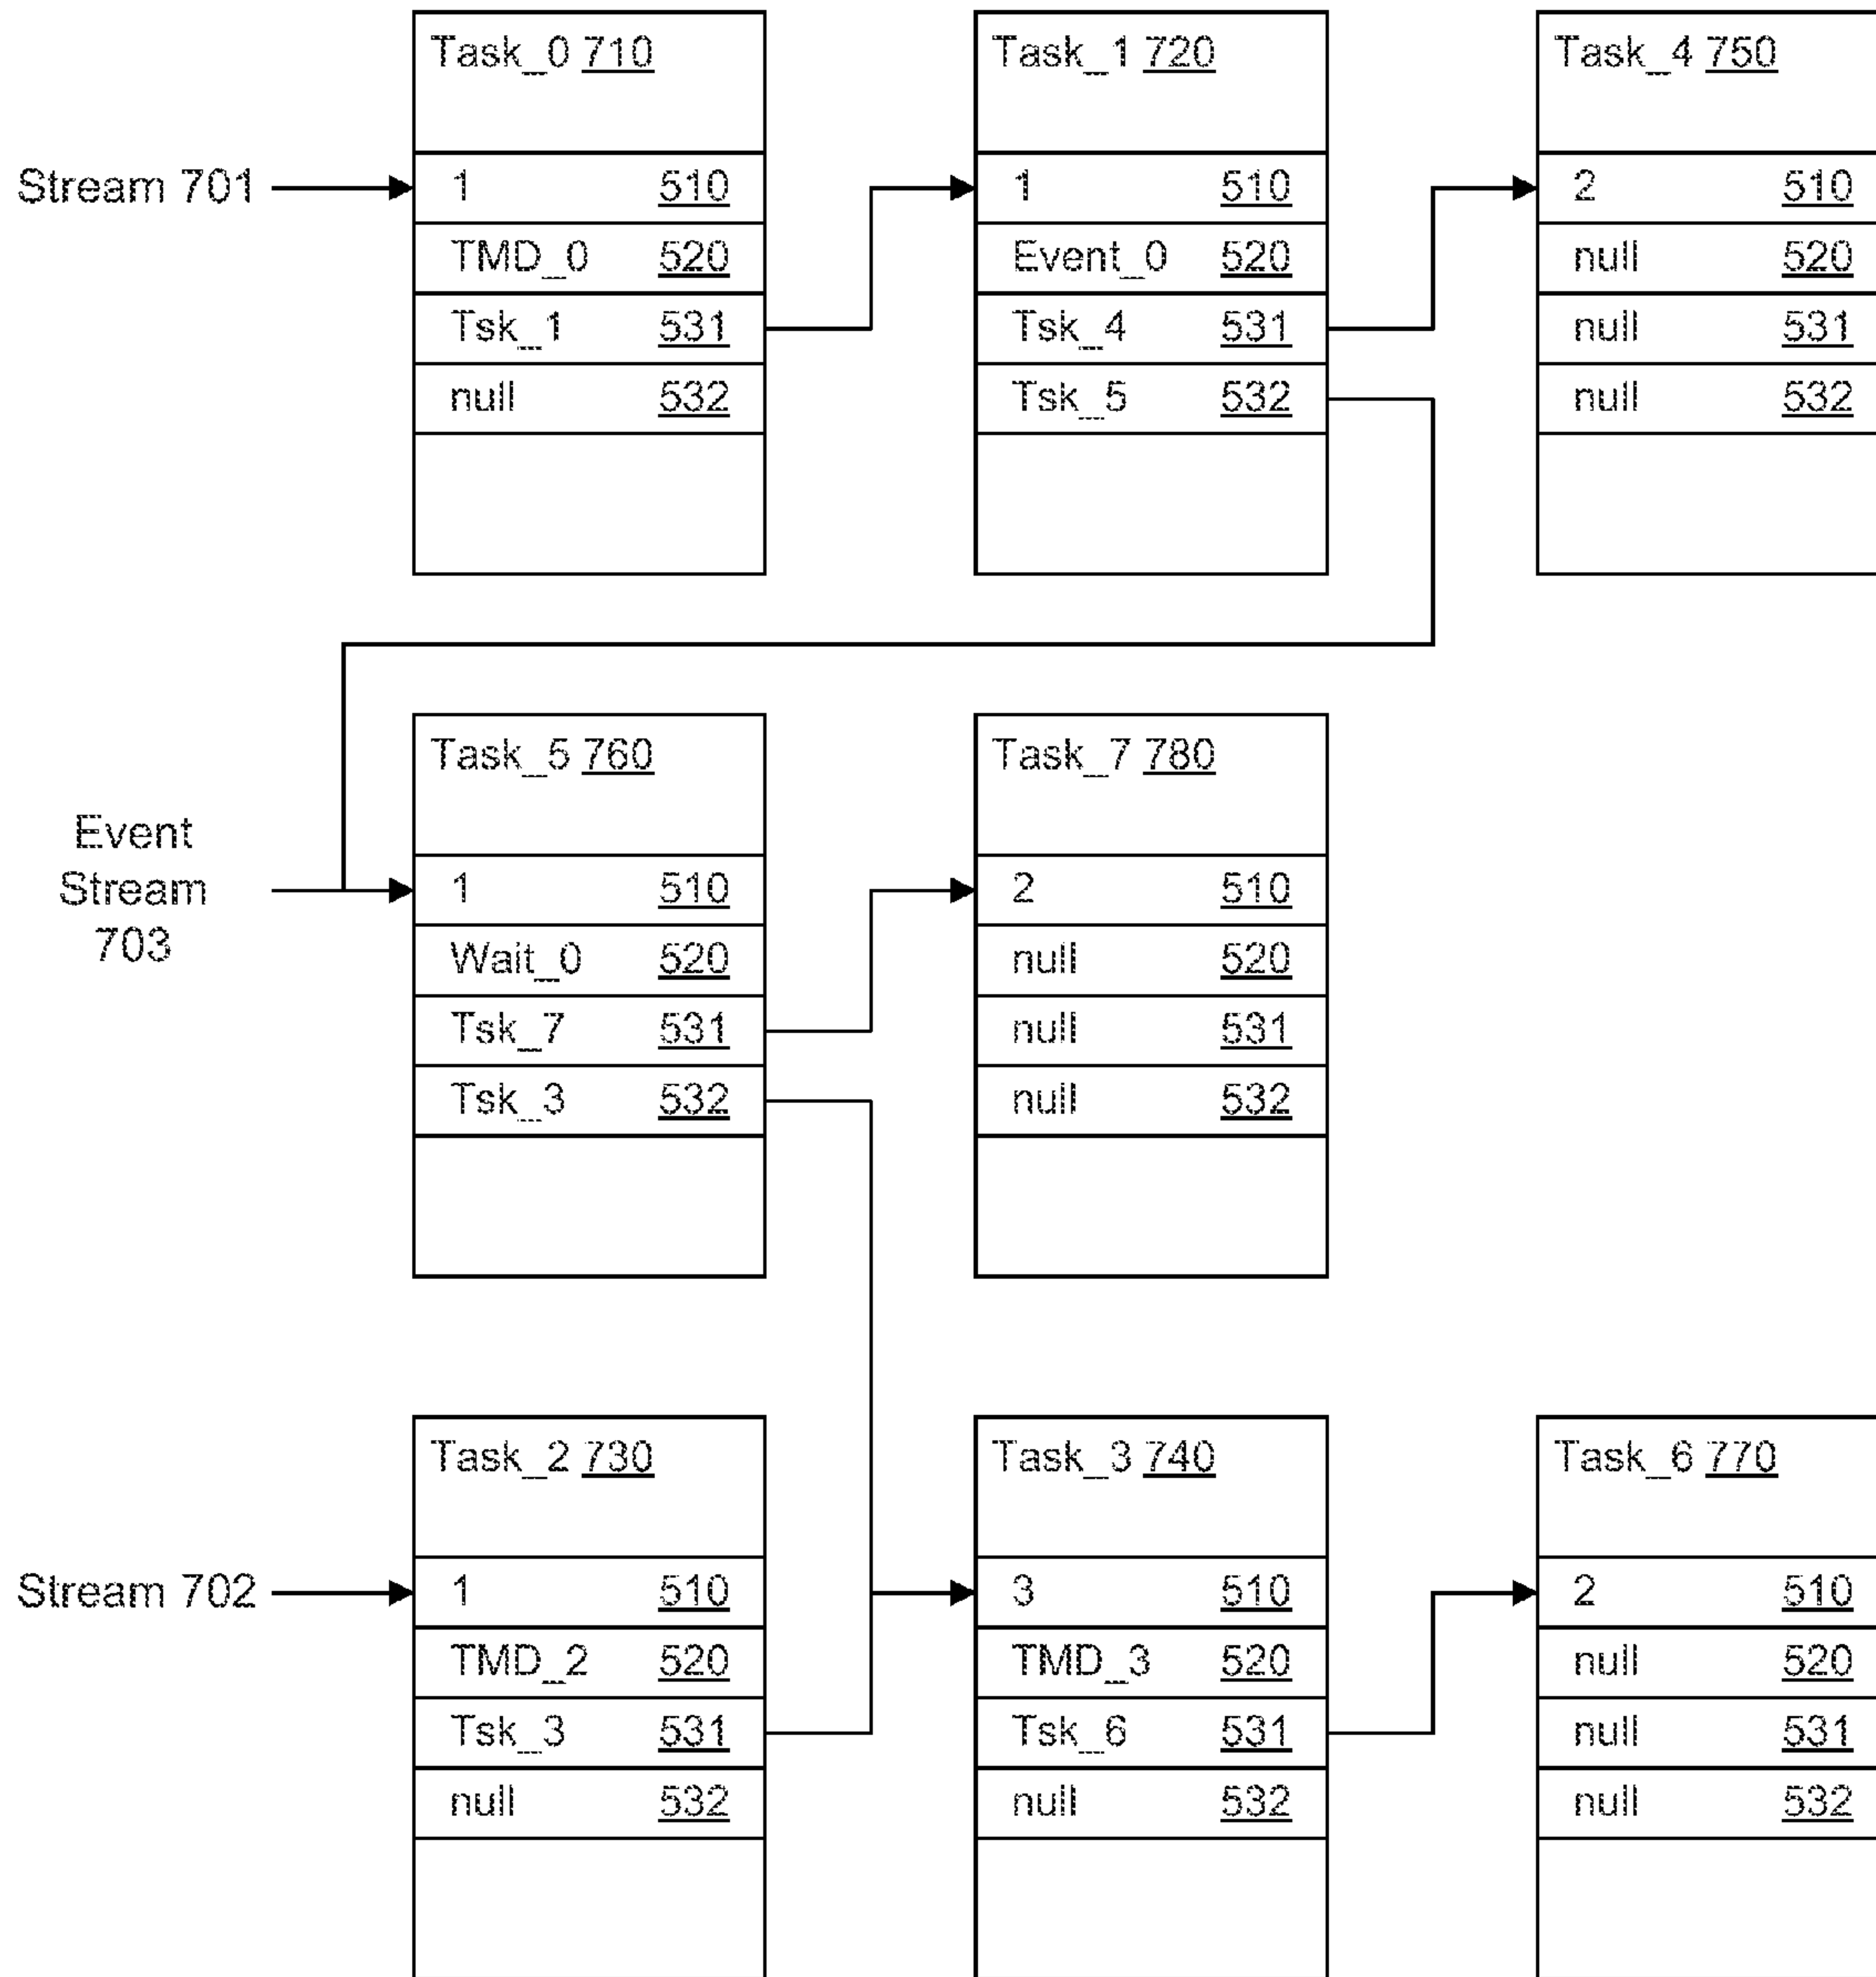 Task_0 710
Task_1 720
Task_4 750
Stream 701
1 510
1 510
2 510
TMD_0 520
Event_0 520
null 520
Tsk_1 531
Tsk_4 531
null 531
null 532
Tsk_5 532
null 532
Task_5 760
Task_7 780
Event
Stream
703
1 510
2 510
Wait_0 520
null 520
Tsk_7 531
null 531
Tsk_3 532
null 532
Task_2 730
Task_3 740
Task_6 770
Stream 702
1 510
3 510
2 510
TMD_2 520
TMD_3 520
null 520
Tsk_3 531
Tsk_6 531
null 531
null 532
null 532
null 532